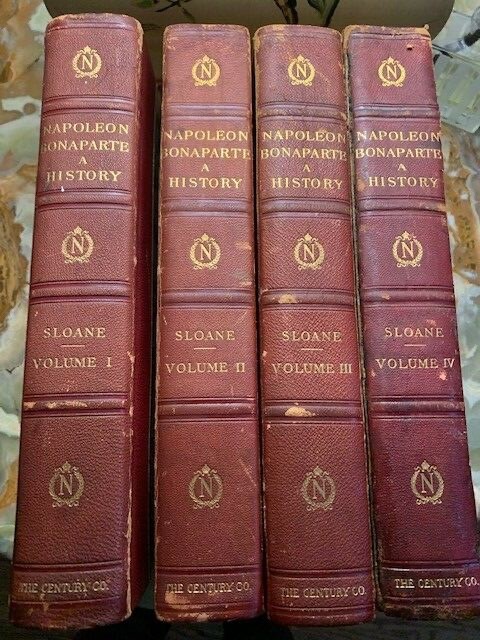 N
NAPOLEON
BONAPARTE
A
HISTORY
N
SLOANE
VOLUME I
N
THE CENTURY CO.
N
NAPOLEON
BONAPARTE
A
HISTORY
N
SLOANE
VOLUME II
N
THE CENTURY CO.
N
NAPOLEON
BONAPARTE
A
HISTORY
N
SLOANE
VOLUME III
N
THE CENTURY CO.
N
NAPOLEON
BONAPARTE
A
HISTORY
N
SLOANE
VOLUME IV
N
THE CENTURY CO.